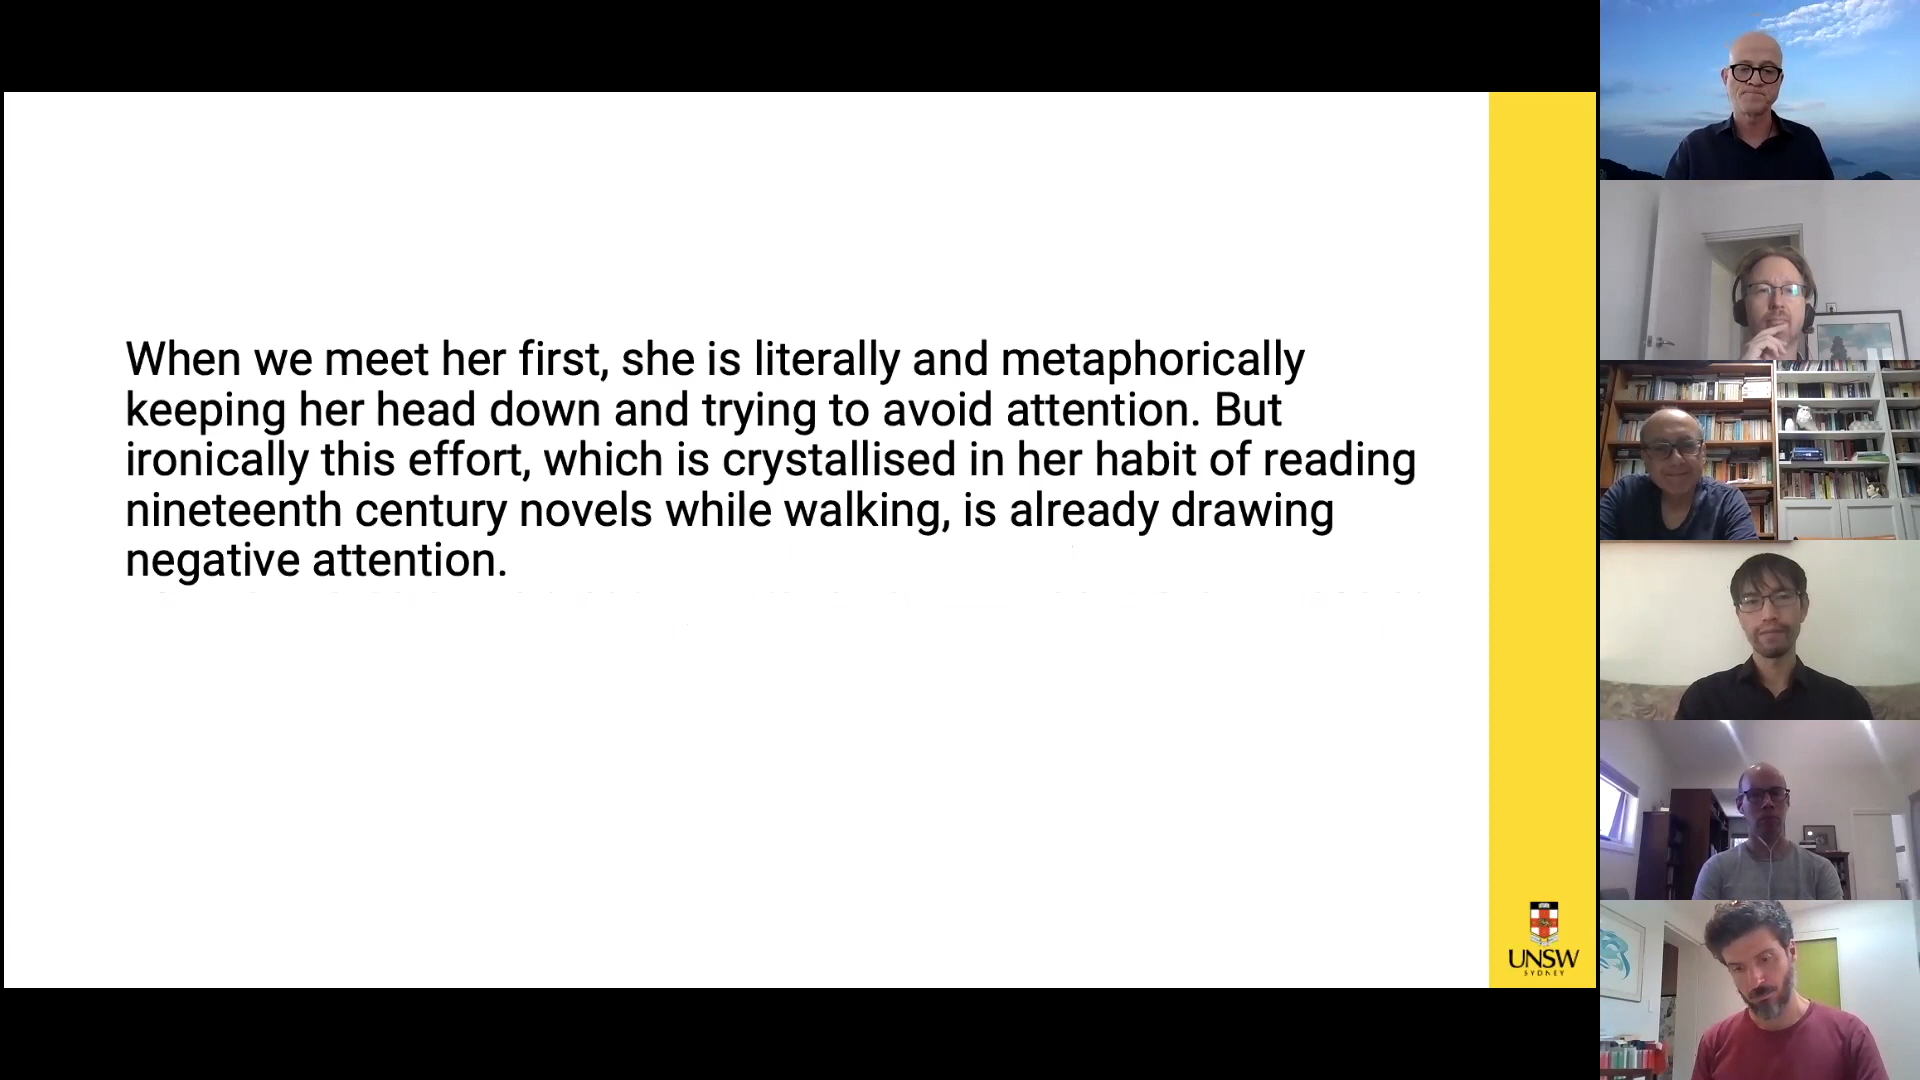 When we meet her first, she is literally and metaphorically
keeping her head down and trying to avoid attention. But
ironically this effort, which is crystallised in her habit of reading
nineteenth century novels while walking, is already drawing
negative attention.
UNSW
SYDNEY